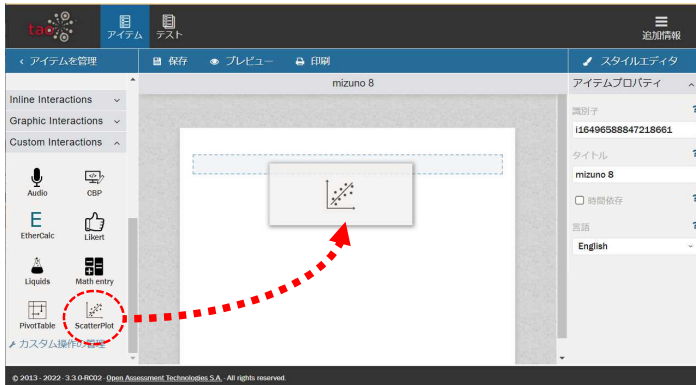 tao
アイテム
テスト
追加情報
‹ アイテムを管理
保存
プレビュー
印刷
スタイルエディタ
mizuno 8
アイテムプロパティ
Inline Interactions
Graphic Interactions
Custom Interactions
Audio
CBP
E
EtherCalc
Likert
Liquids
Math entry
PivotTable
ScatterPlot
カスタム操作の管理
識別子 ?
i16496588847218661
タイトル ?
mizuno 8
時間依存 ?
言語 ?
English
© 2013 - 2022 · 3.3.0-RC02 · Open Assessment Technologies S.A. · All rights reserved.